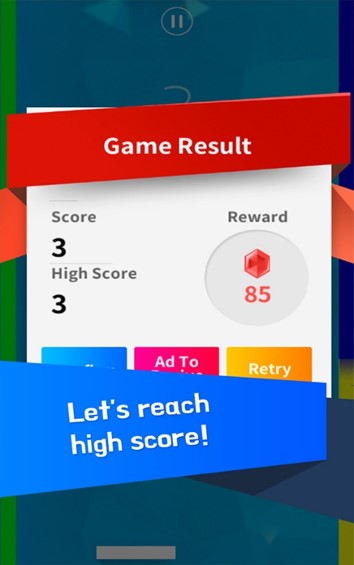 Game Result
Score
Reward
3
High Score
85
3
Ad To
Retry
Let's reach
high score!